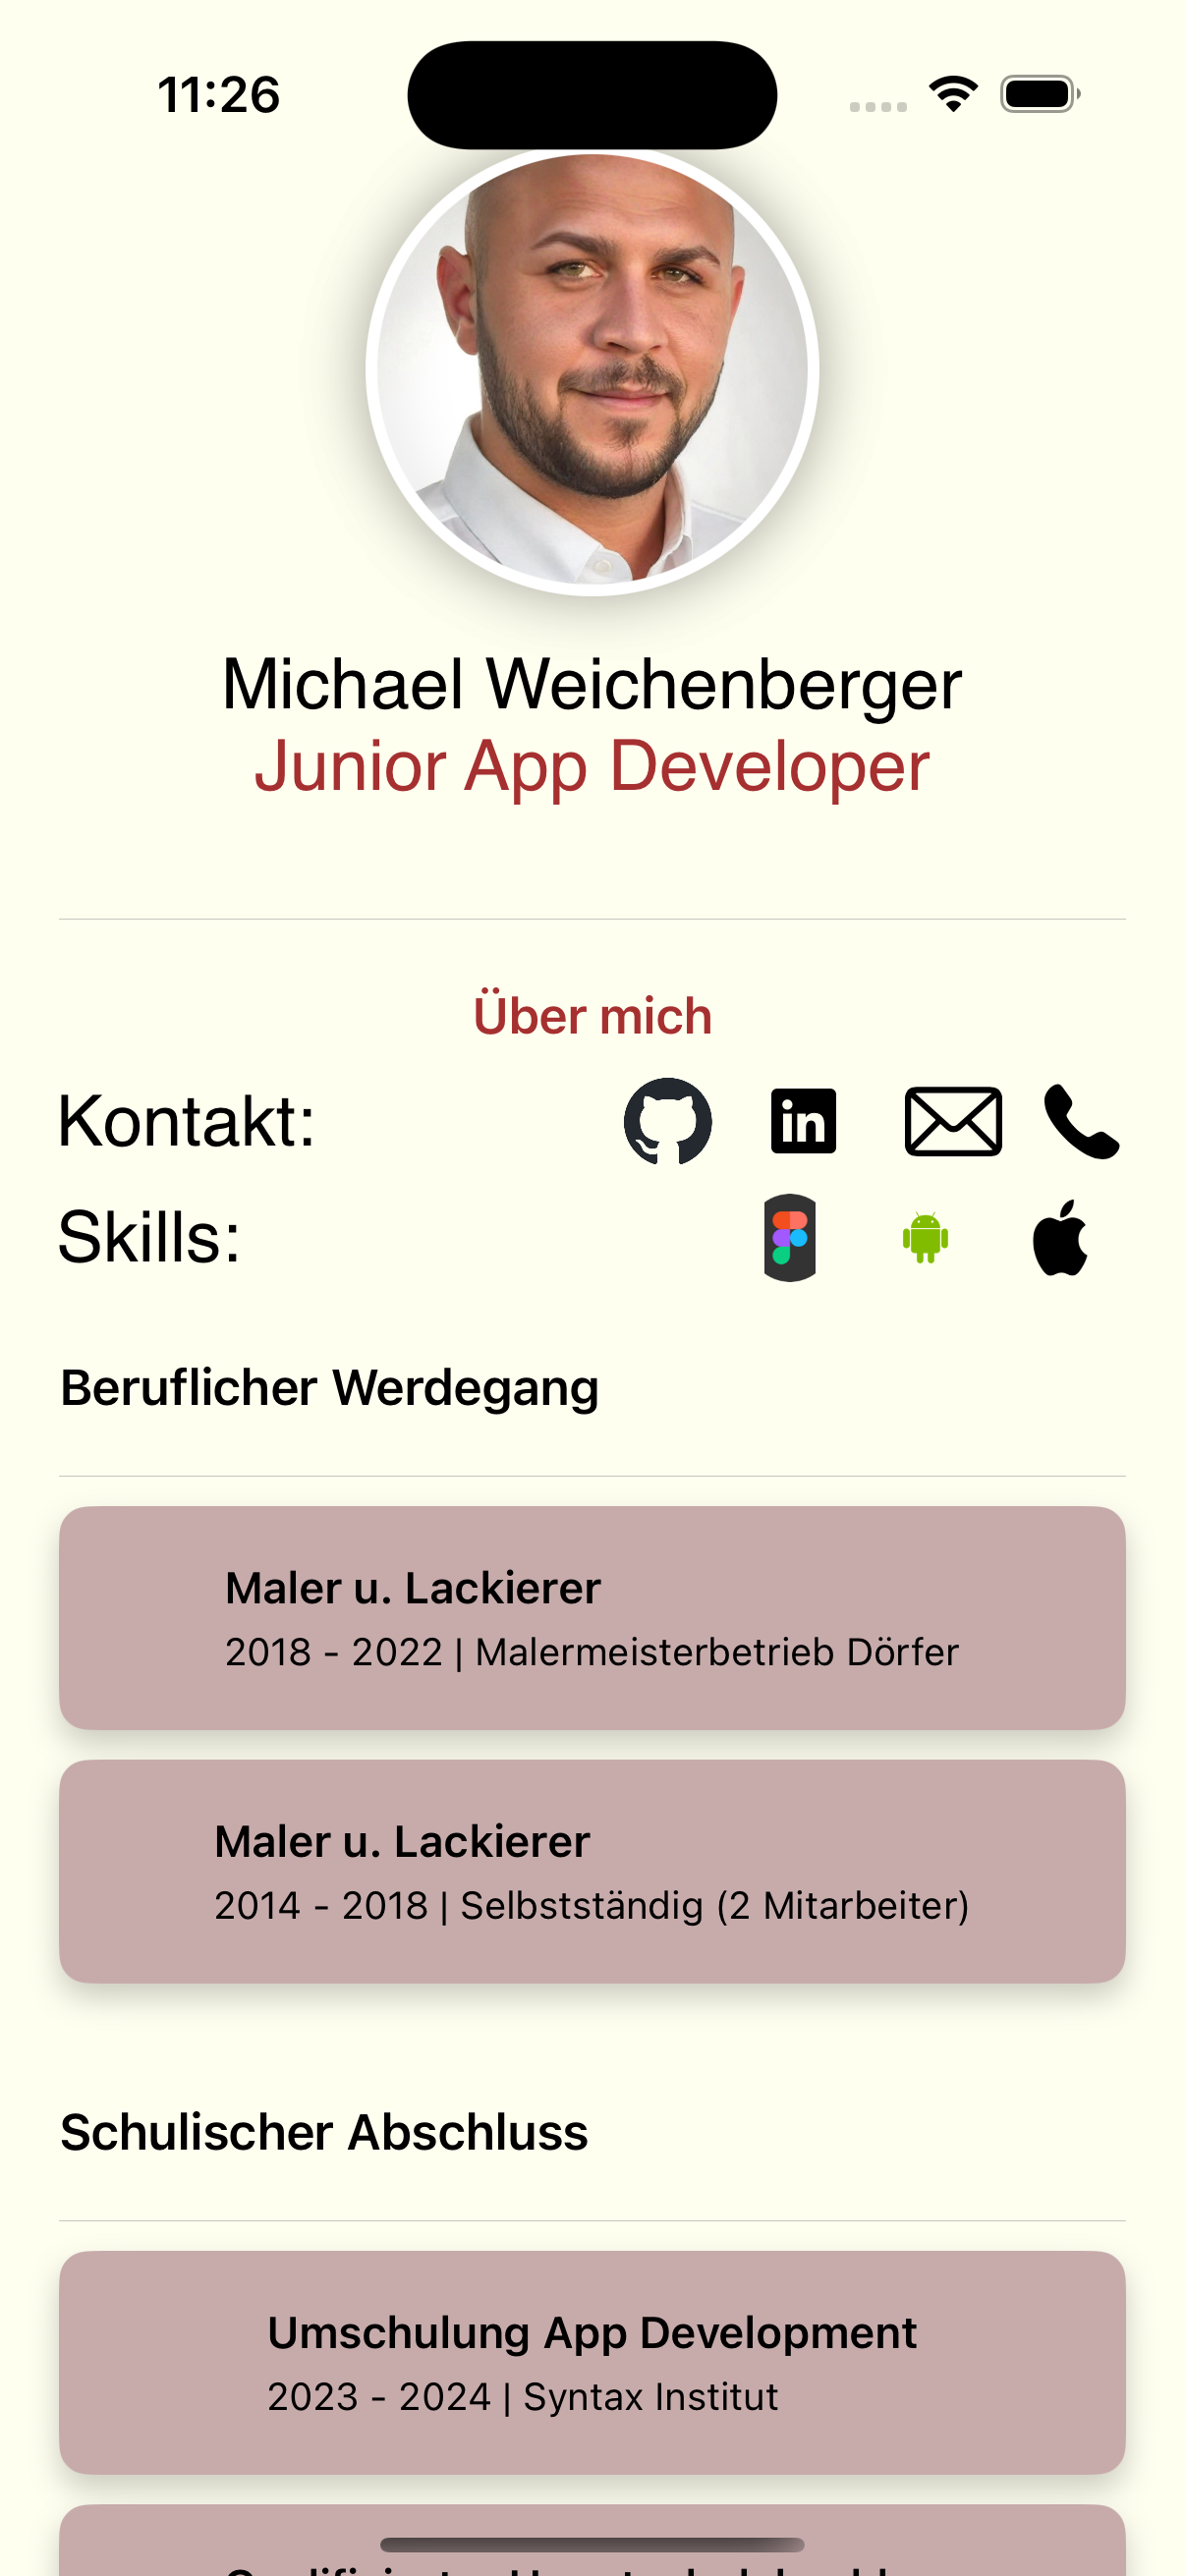 11:26
Michael Weichenberger
Junior App Developer
Über mich
Kontakt:
in
Skills:
Beruflicher Werdegang
Maler u. Lackierer
2018 - 2022 | Malermeisterbetrieb Dörfer
Maler u. Lackierer
2014 - 2018 | Selbstständig (2 Mitarbeiter)
Schulischer Abschluss
Umschulung App Development
2023 - 2024 | Syntax Institut